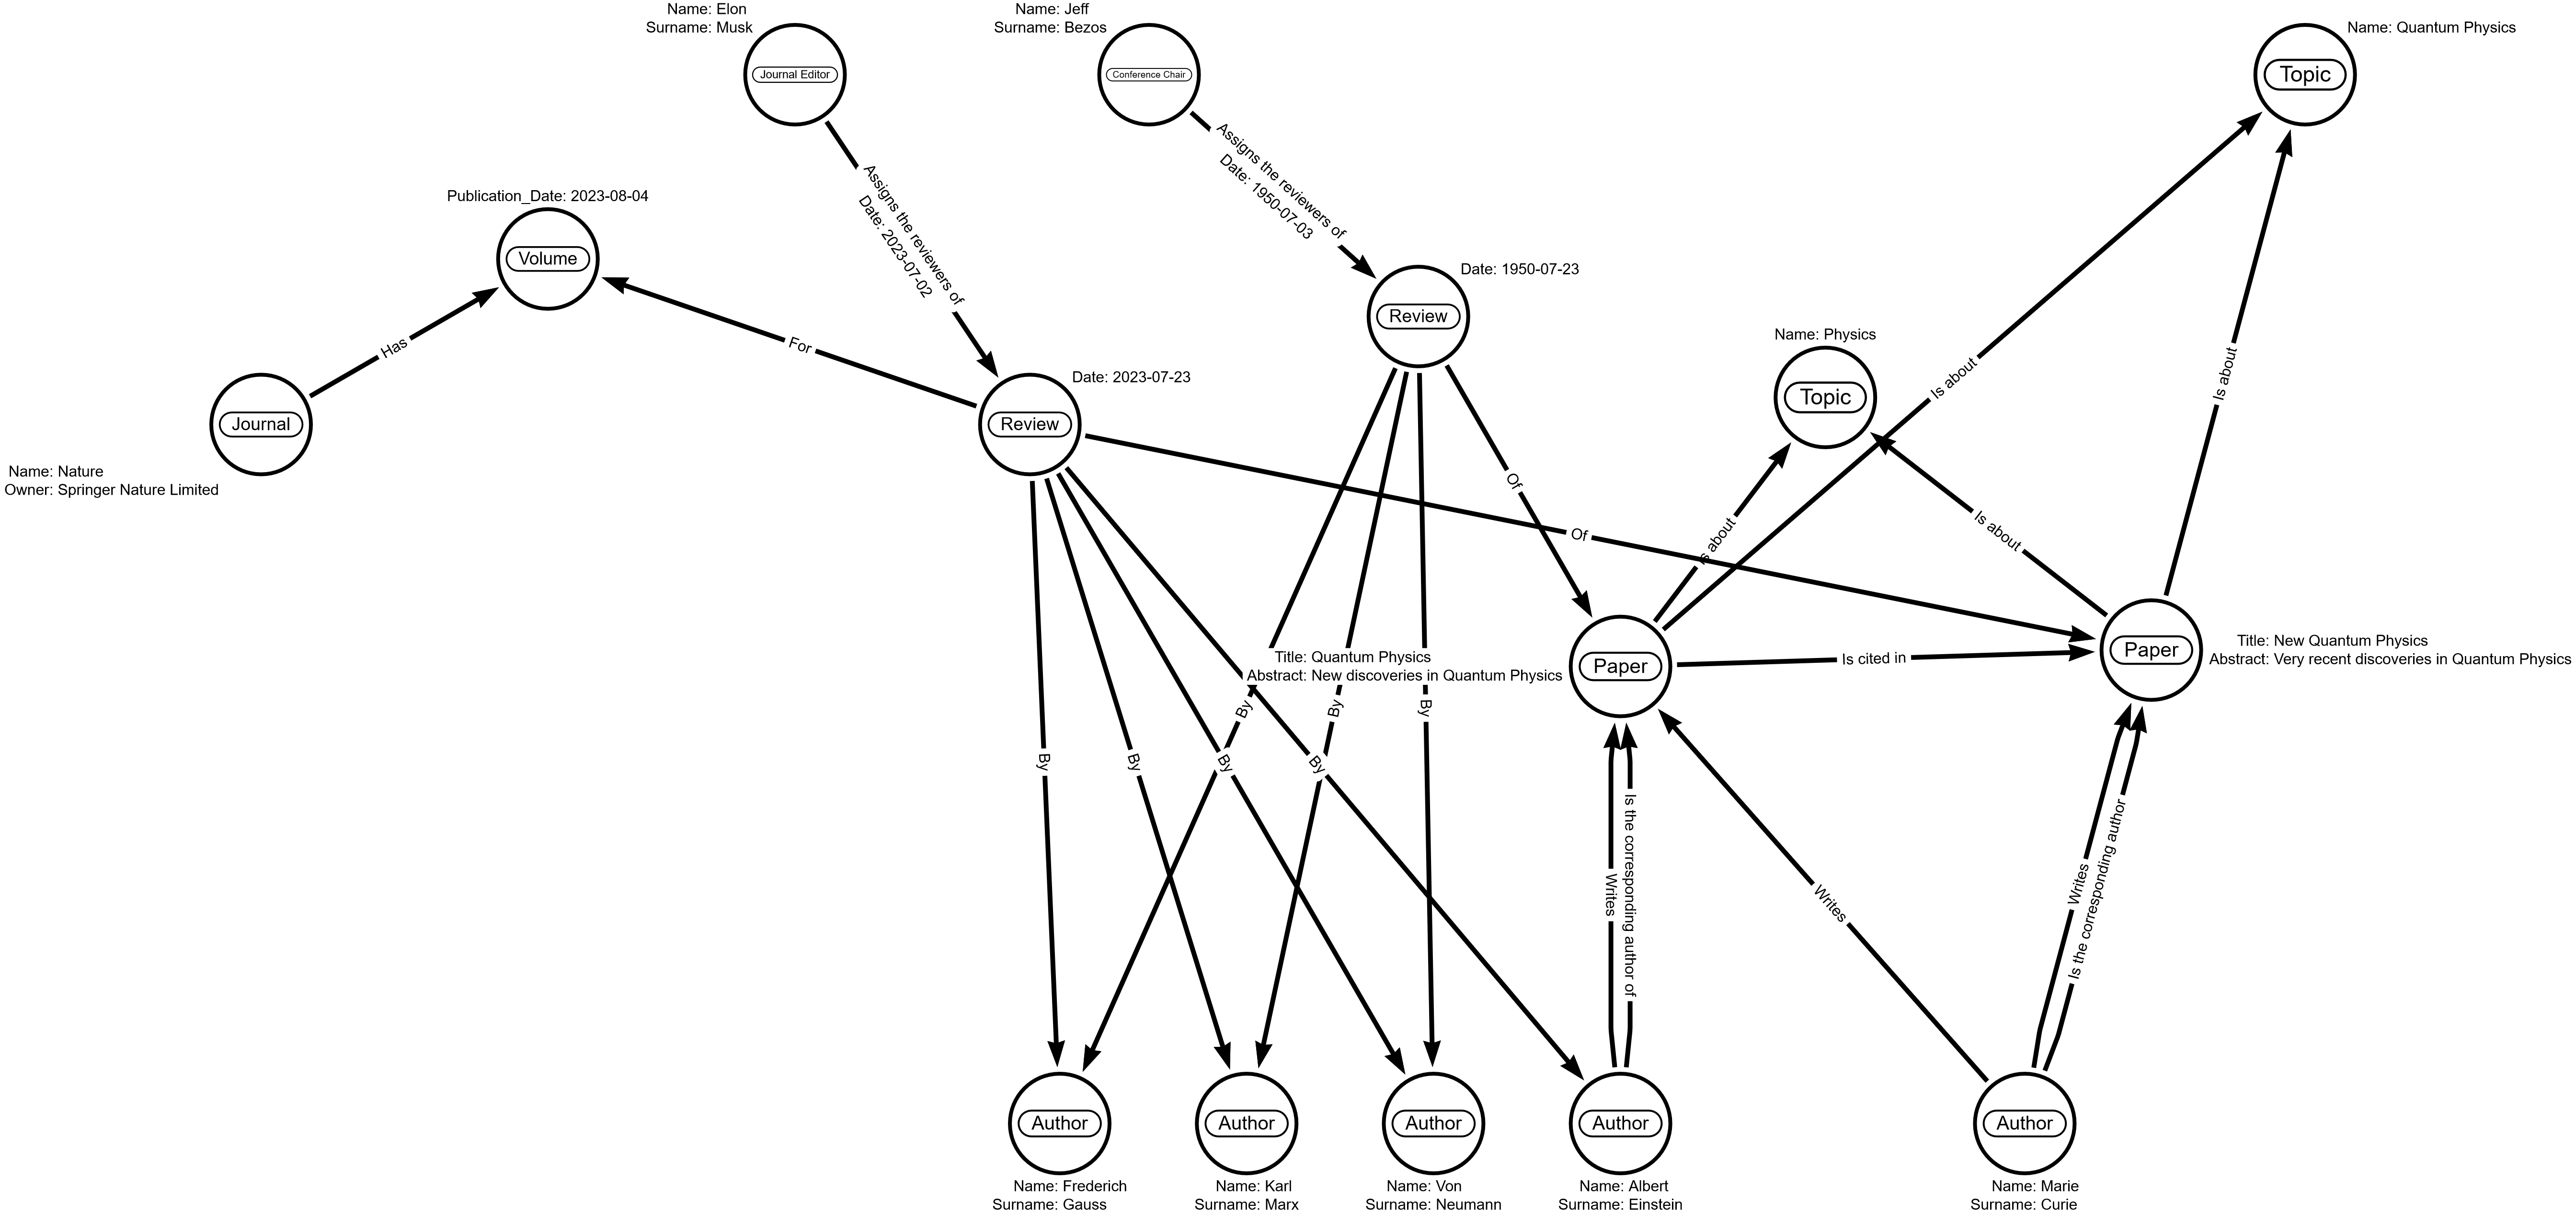 Name: Elon
Surname: Musk
Journal Editor
Name: Jeff
Surname: Bezos
Conference Chair
Name: Quantum Physics
Topic
Assigns the reviewers of
Date: 2023-07-02
Assigns the reviewers of
Date: 1950-07-03
Publication_Date: 2023-08-04
Volume
Has
For
Journal
Name: Nature
Owner: Springer Nature Limited
Date: 2023-07-23
Review
Date: 1950-07-23
Review
Name: Physics
Topic
Is about
Is about
Is about
Is about
Of
Of
Title: Quantum Physics
Abstract: New discoveries in Quantum Physics
Paper
Is cited in
Paper
Title: New Quantum Physics
Abstract: Very recent discoveries in Quantum Physics
By
By
By
By
By
By
By
Writes
Is the corresponding author of
Writes
Writes
Is the corresponding author
Author
Name: Frederich
Surname: Gauss
Author
Name: Karl
Surname: Marx
Author
Name: Von
Surname: Neumann
Author
Name: Albert
Surname: Einstein
Author
Name: Marie
Surname: Curie